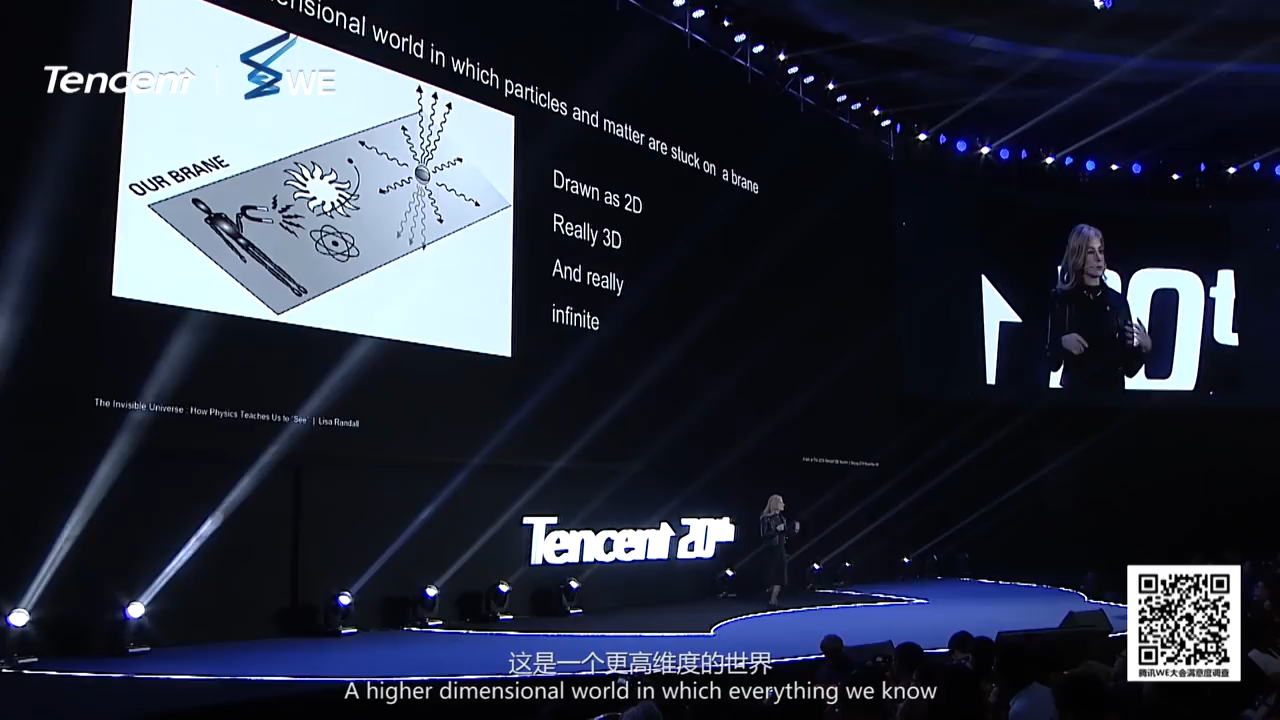 ensional world in which particles and matter are stuck on a brane
Tencent | WE
OUR BRANE
Drawn as 2D
Really 3D
And really
infinite
20t
The Invisible Universe : How Physics Teaches Us to "See" | Lisa Randall
Tencent 20th
腾讯WE大会满意度调查
这是一个更高维度的世界
A higher dimensional world in which everything we know